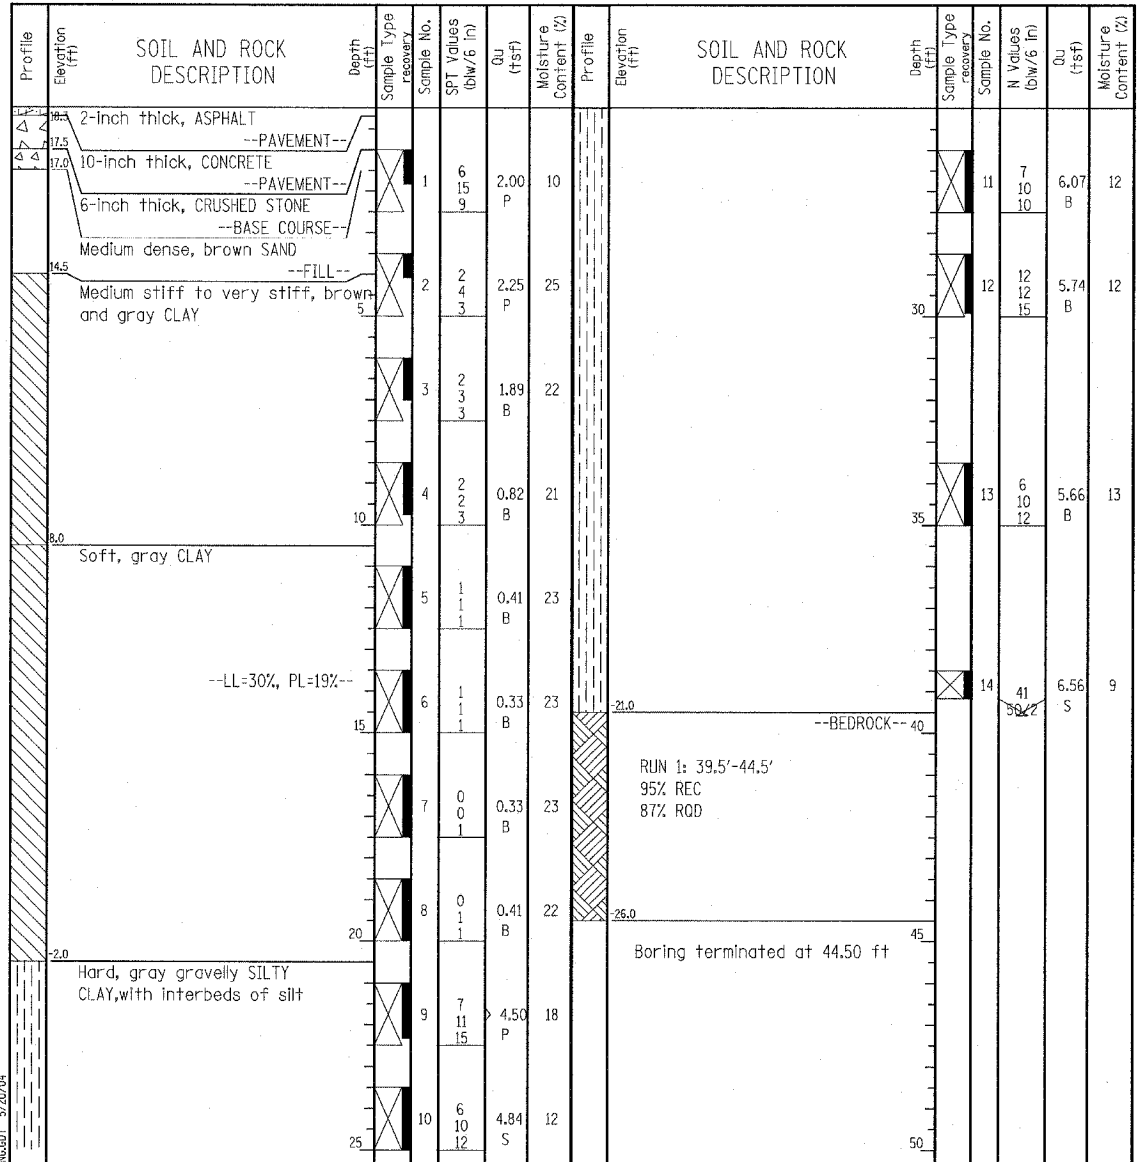 Profile
Elevation (ft)
SOIL AND ROCK
DESCRIPTION
Depth (ft)
Sample Type
recovery
Sample No.
SPT Values
(blw/6 in)
Qu
(tsf)
Moisture
Content (%)
18.3 2-inch thick, ASPHALT
--PAVEMENT--
17.5
17.0 10-inch thick, CONCRETE
--PAVEMENT--
6-inch thick, CRUSHED STONE
--BASE COURSE--
Medium dense, brown SAND
14.5 --FILL--
Medium stiff to very stiff, brown
and gray CLAY
5
10
8.0
Soft, gray CLAY
--LL=30%, PL=19%--
15
20
-2.0
Hard, gray gravelly SILTY
CLAY,with interbeds of silt
25
1 6 15 9 2.00 P 10
2 2 4 3 2.25 P 25
3 2 3 3 1.89 B 22
4 2 2 3 0.82 B 21
5 1 1 1 0.41 B 23
6 1 1 1 0.33 B 23
7 0 0 1 0.33 B 23
8 0 1 1 0.41 B 22
9 7 11 15 > 4.50 P 18
10 6 10 12 4.84 S 12
Profile
Elevation (ft)
SOIL AND ROCK
DESCRIPTION
Depth (ft)
Sample Type
recovery
Sample No.
N Values
(blw/6 in)
Qu
(tsf)
Moisture
Content (%)
30
35
-21.0
--BEDROCK-- 40
RUN 1: 39.5'-44.5'
95% REC
87% RQD
-26.0
45
Boring terminated at 44.50 ft
50
11 7 10 10 6.07 B 12
12 12 12 15 5.74 B 12
13 6 10 12 5.66 B 13
14 41 50/2 6.56 S 9
5/20/04